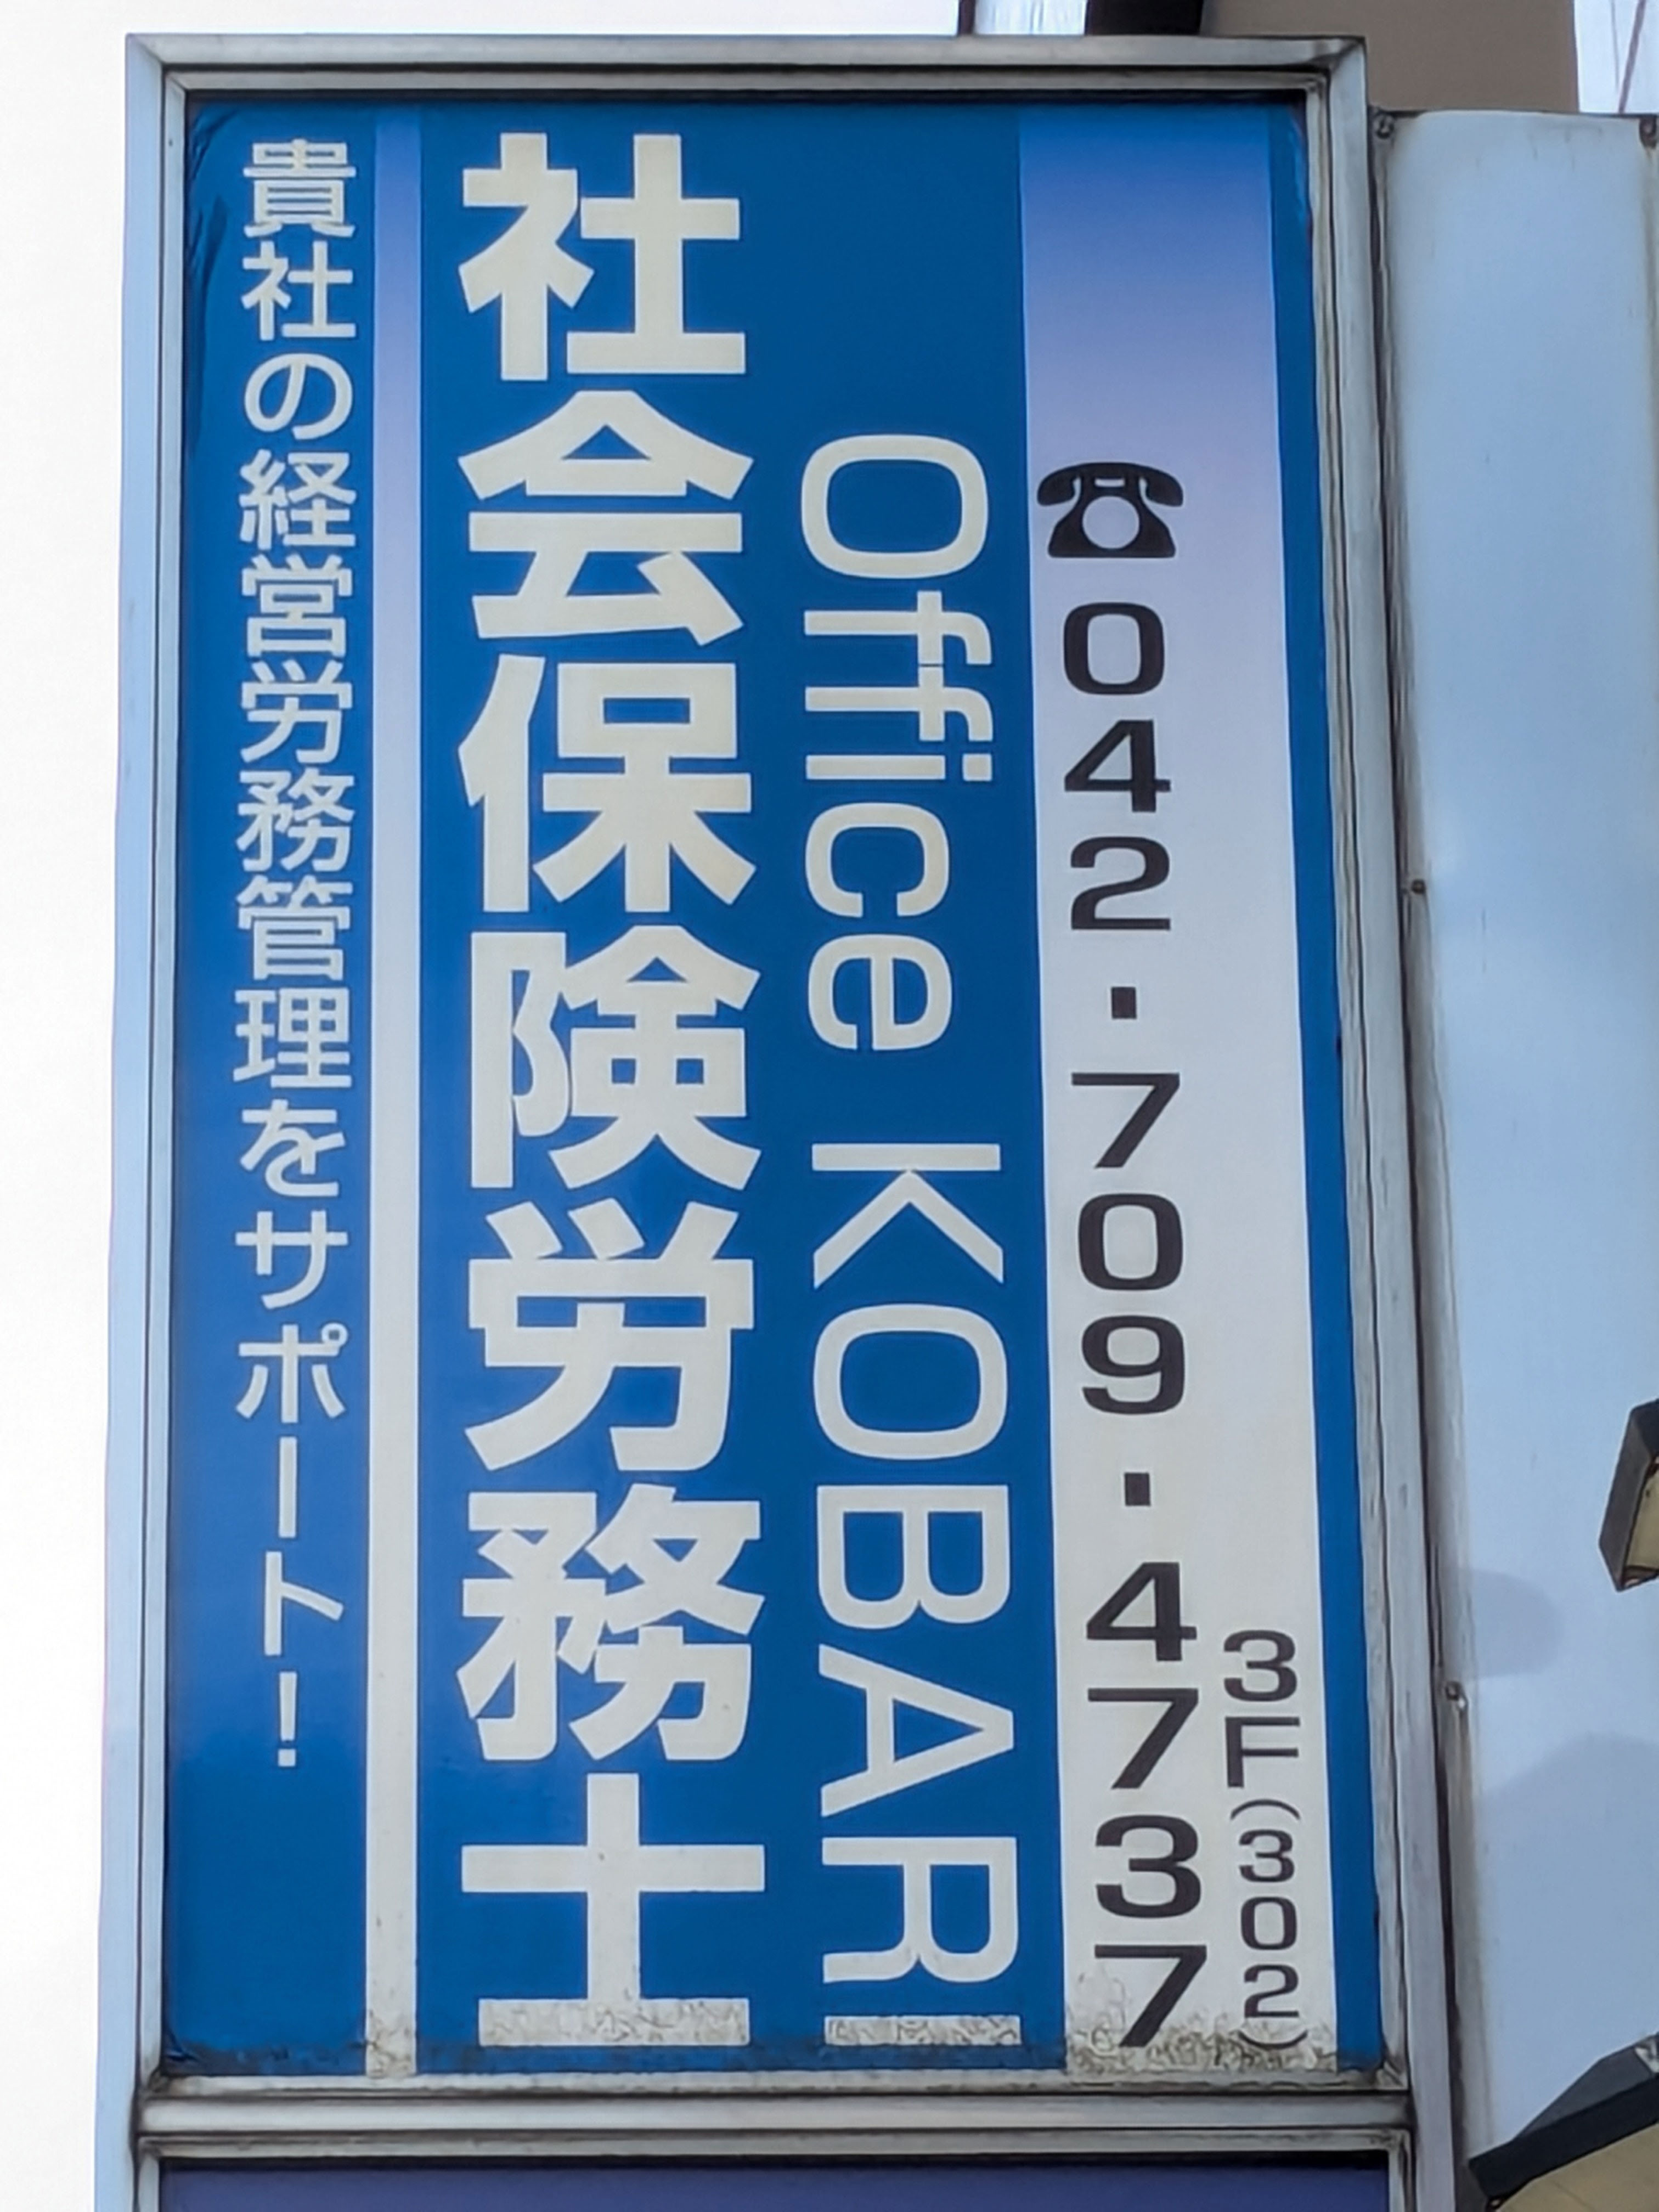 貴社の経営労務管理をサポート!
社会保険労務士
Office KOBARI
☎042・709・4737
3F(302)